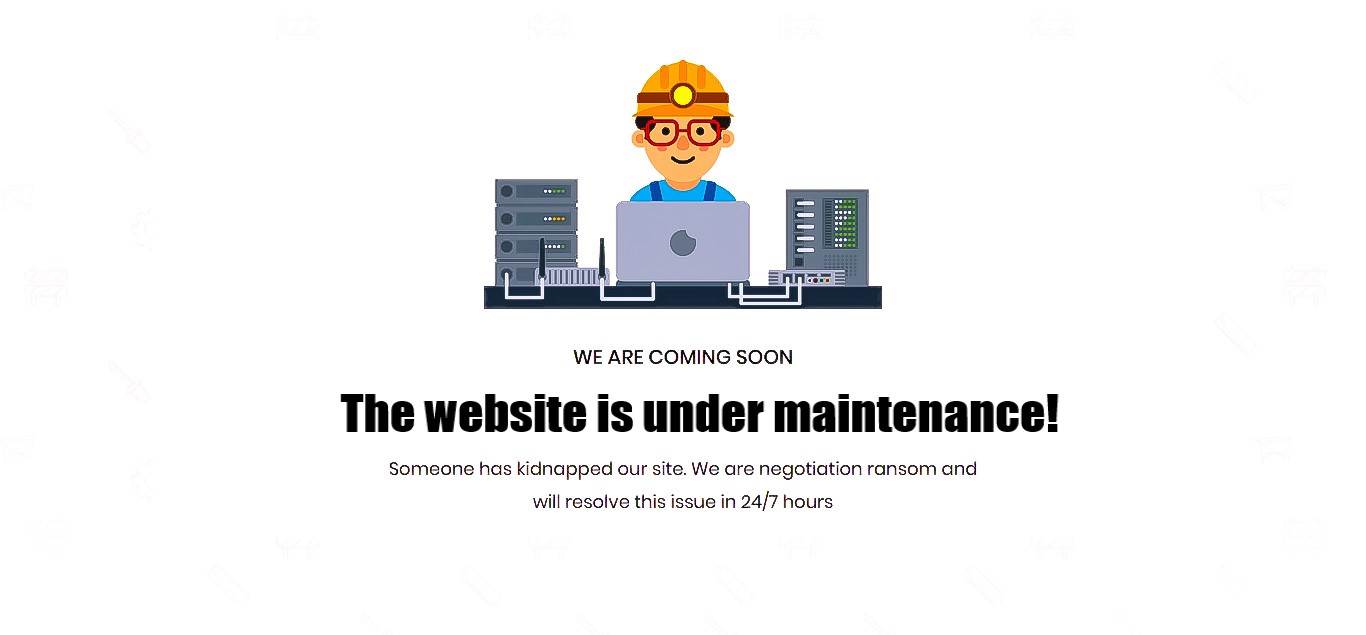 WE ARE COMING SOON
The website is under maintenance!
Someone has kidnapped our site. We are negotiation ransom and
will resolve this issue in 24/7 hours